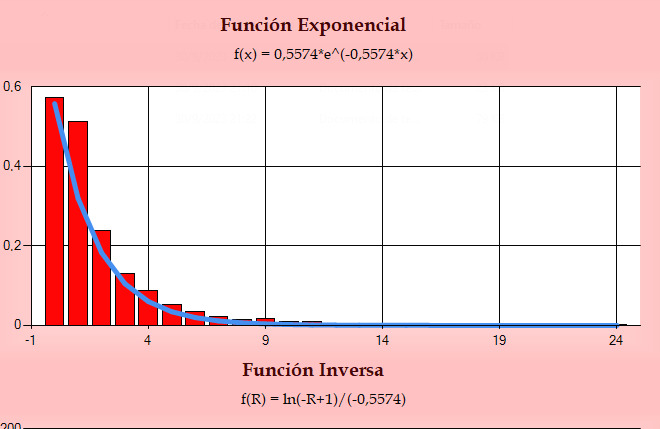 Función Exponencial
f(x) = 0,5574*e^(-0,5574*x)
0,6
0,4
0,2
0
-1 4 9 14 19 24
Función Inversa
f(R) = ln(-R+1)/(-0,5574)
200